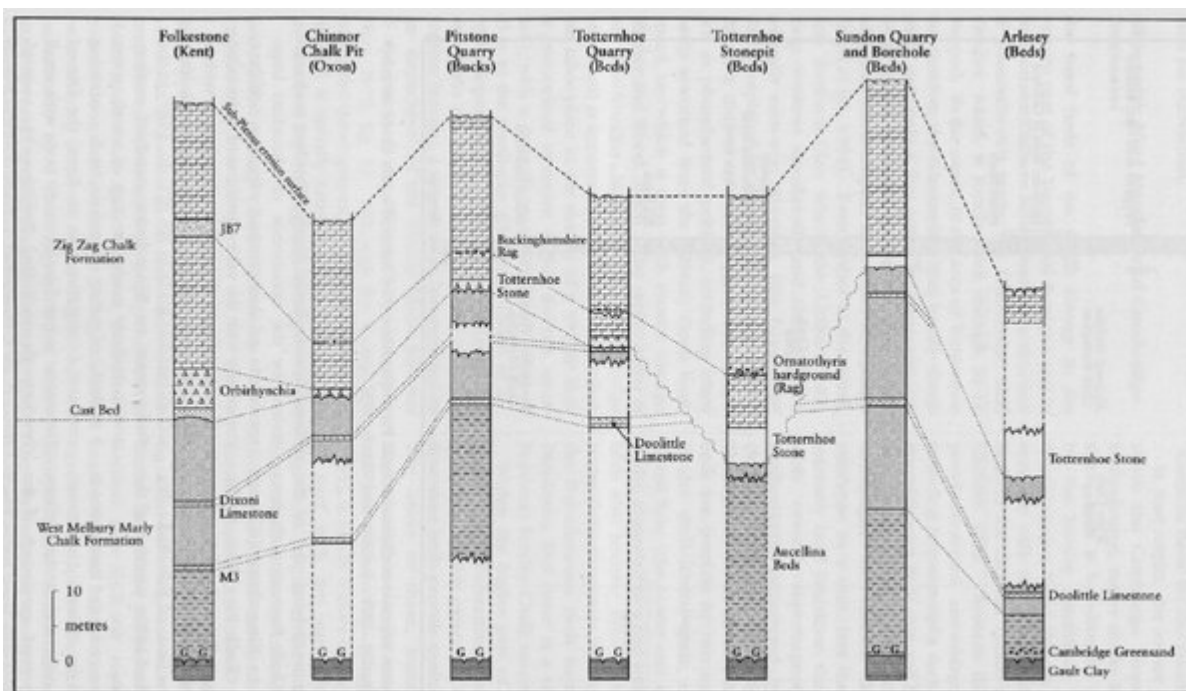 Folkestone
(Kent)
Chinnor
Chalk Pit
(Oxon)
Pitstone
Quarry
(Bucks)
Totternhoe
Quarry
(Beds)
Totternhoe
Stonepit
(Beds)
Sundon Quarry
and Borehole
(Beds)
Arlesey
(Beds)
Sub-Plenus erosion surface
JB7
Zig Zag Chalk
Formation
Buckinghamshire
Rag
Totternhoe
Stone
Orbirhynchia
Cast Bed
Ornatothyris
hardground
(Rag)
Doolittle
Limestone
Totternhoe
Stone
Totternhoe Stone
Dixoni
Limestone
West Melbury Marly
Chalk Formation
M3
Aucellina
Beds
10
metres
0
Doolittle Limestone
Cambridge Greensand
Gault Clay
G G
G G
G G
G G
G G
G G